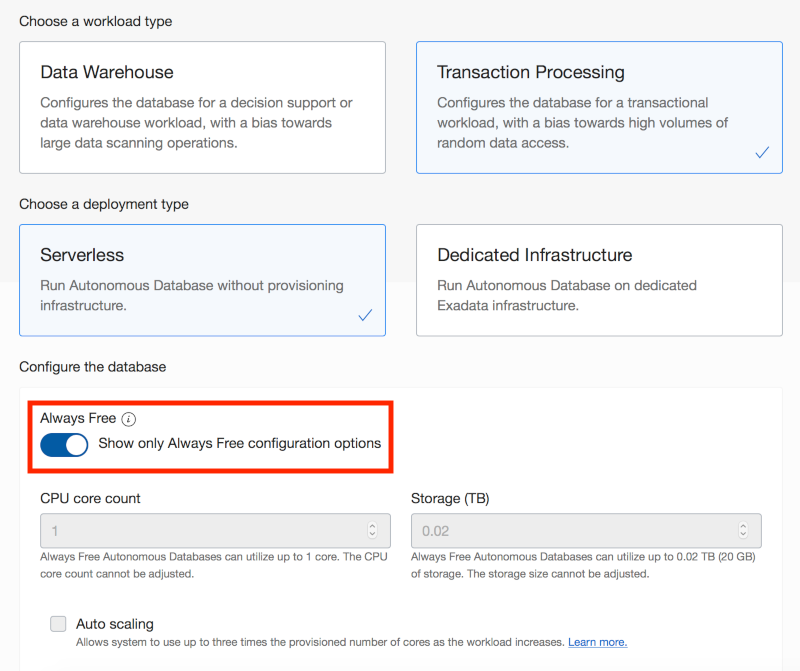 Choose a workload type
Data Warehouse
Configures the database for a decision support or
data warehouse workload, with a bias towards
large data scanning operations.
Transaction Processing
Configures the database for a transactional
workload, with a bias towards high volumes of
random data access.
Choose a deployment type
Serverless
Run Autonomous Database without provisioning
infrastructure.
Dedicated Infrastructure
Run Autonomous Database on dedicated
Exadata infrastructure.
Configure the database
Always Free i
Show only Always Free configuration options
CPU core count
1
Always Free Autonomous Databases can utilize up to 1 core. The CPU
core count cannot be adjusted.
Storage (TB)
0.02
Always Free Autonomous Databases can utilize up to 0.02 TB (20 GB)
of storage. The storage size cannot be adjusted.
Auto scaling
Allows system to use up to three times the provisioned number of cores as the workload increases. Learn more.